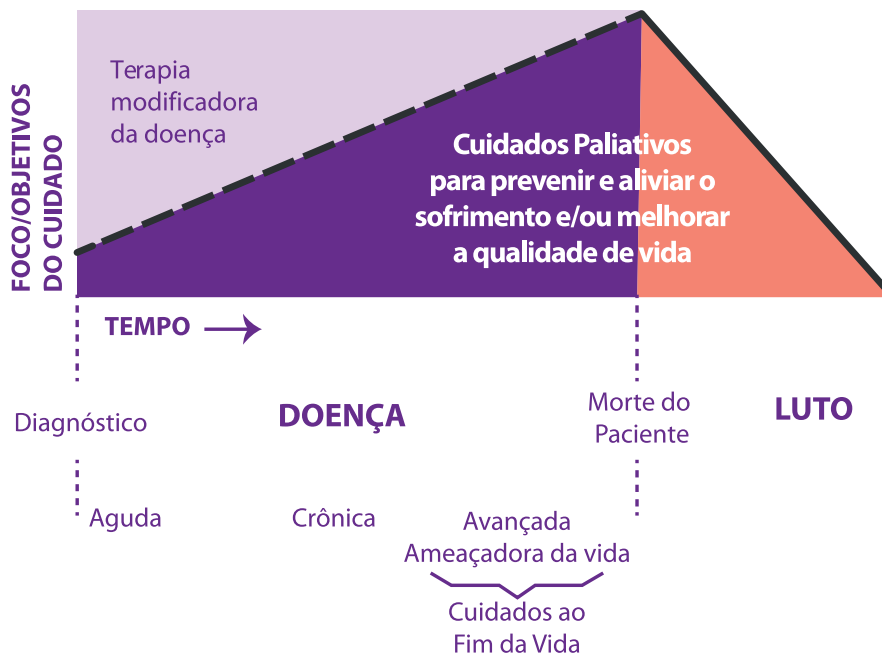 FOCO/OBJETIVOS
DO CUIDADO
Terapia
modificadora
da doença
Cuidados Paliativos
para prevenir e aliviar o
sofrimento e/ou melhorar
a qualidade de vida
TEMPO
Diagnóstico
DOENÇA
Morte do
Paciente
LUTO
Aguda
Crônica
Avançada
Ameaçadora da vida
Cuidados ao
Fim da Vida